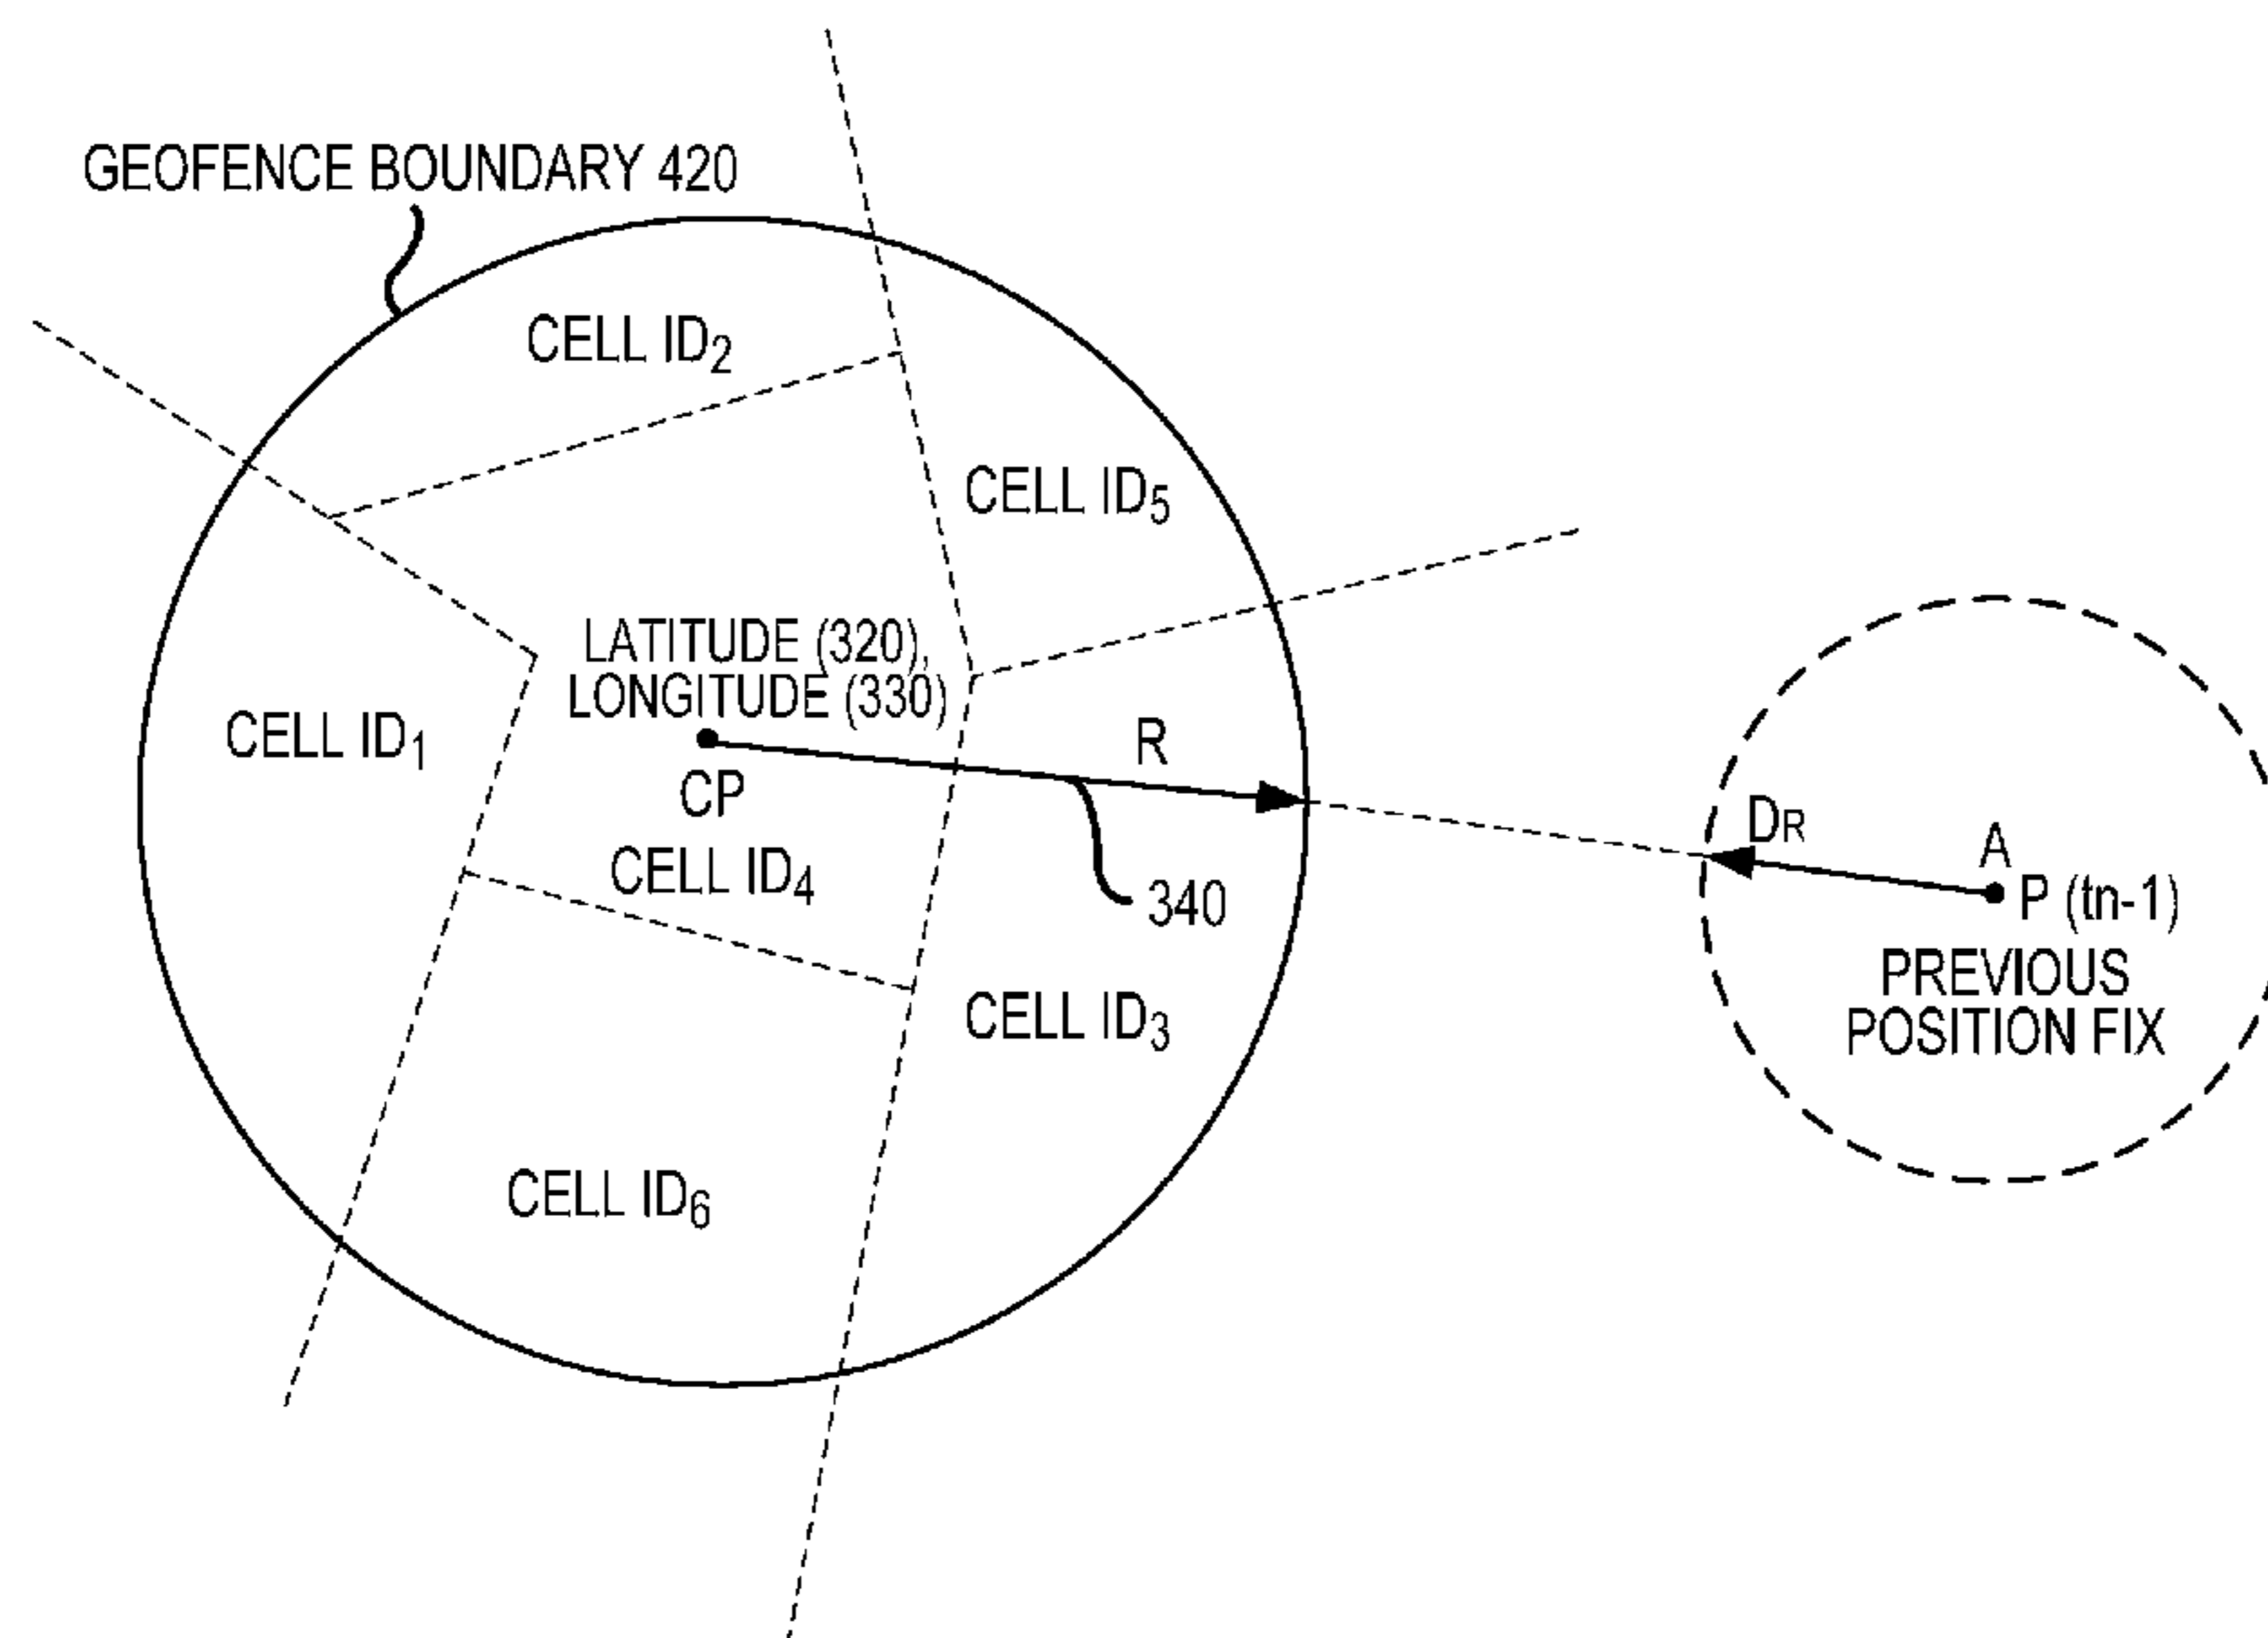 GEOFENCE BOUNDARY 420
CELL ID2
CELL ID5
LATITUDE (320),
LONGITUDE (330)
CELL ID1
R
CP
DR
A
CELL ID4
340
P (tn-1)
PREVIOUS
POSITION FIX
CELL ID3
CELL ID6